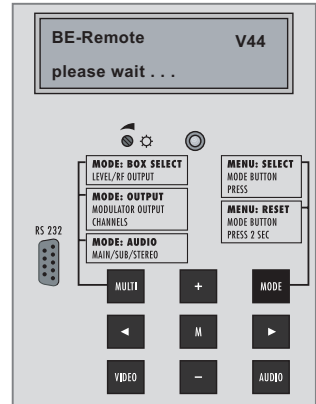 BE-Remote V44
please wait . . .
MODE: BOX SELECT
LEVEL/RF OUTPUT
MODE: OUTPUT
MODULATOR OUTPUT
CHANNELS
MODE: AUDIO
MAIN/SUB/STEREO
MENU: SELECT
MODE BUTTON
PRESS
MENU: RESET
MODE BUTTON
PRESS 2 SEC
RS 232
MULTI + MODE
◄ M ►
VIDEO − AUDIO